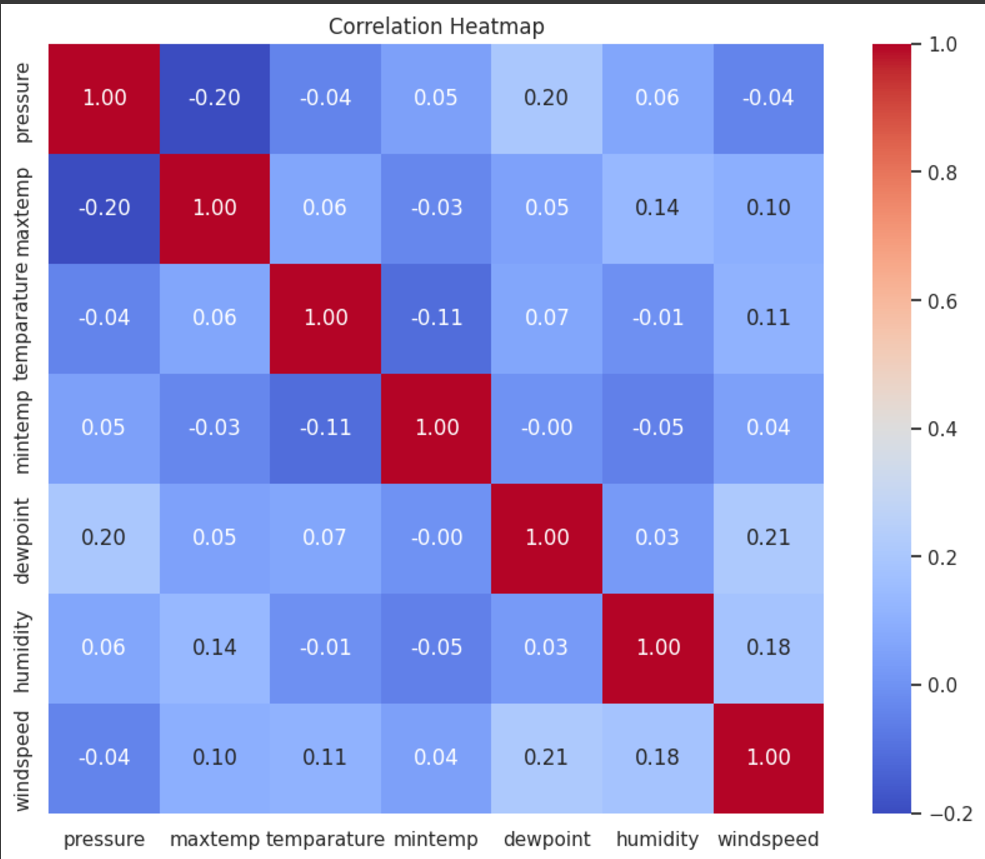 Correlation Heatmap
pressure 1.00 -0.20 -0.04 0.05 0.20 0.06 -0.04
maxtemp -0.20 1.00 0.06 -0.03 0.05 0.14 0.10
temparature -0.04 0.06 1.00 -0.11 0.07 -0.01 0.11
mintemp 0.05 -0.03 -0.11 1.00 -0.00 -0.05 0.04
dewpoint 0.20 0.05 0.07 -0.00 1.00 0.03 0.21
humidity 0.06 0.14 -0.01 -0.05 0.03 1.00 0.18
windspeed -0.04 0.10 0.11 0.04 0.21 0.18 1.00
pressure maxtemp temparature mintemp dewpoint humidity windspeed
1.0
0.8
0.6
0.4
0.2
0.0
−0.2